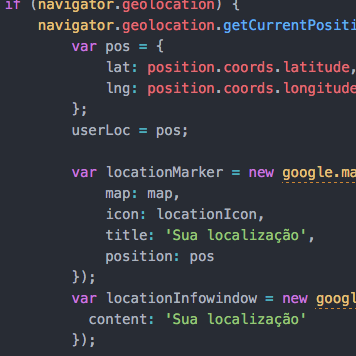 if (navigator.geolocation) {
navigator.geolocation.getCurrentPositi
var pos = {
lat: position.coords.latitude,
lng: position.coords.longitude
};
userLoc = pos;
var locationMarker = new google.ma
map: map,
icon: locationIcon,
title: 'Sua localização',
position: pos
});
var locationInfowindow = new googl
content: 'Sua localização'
});